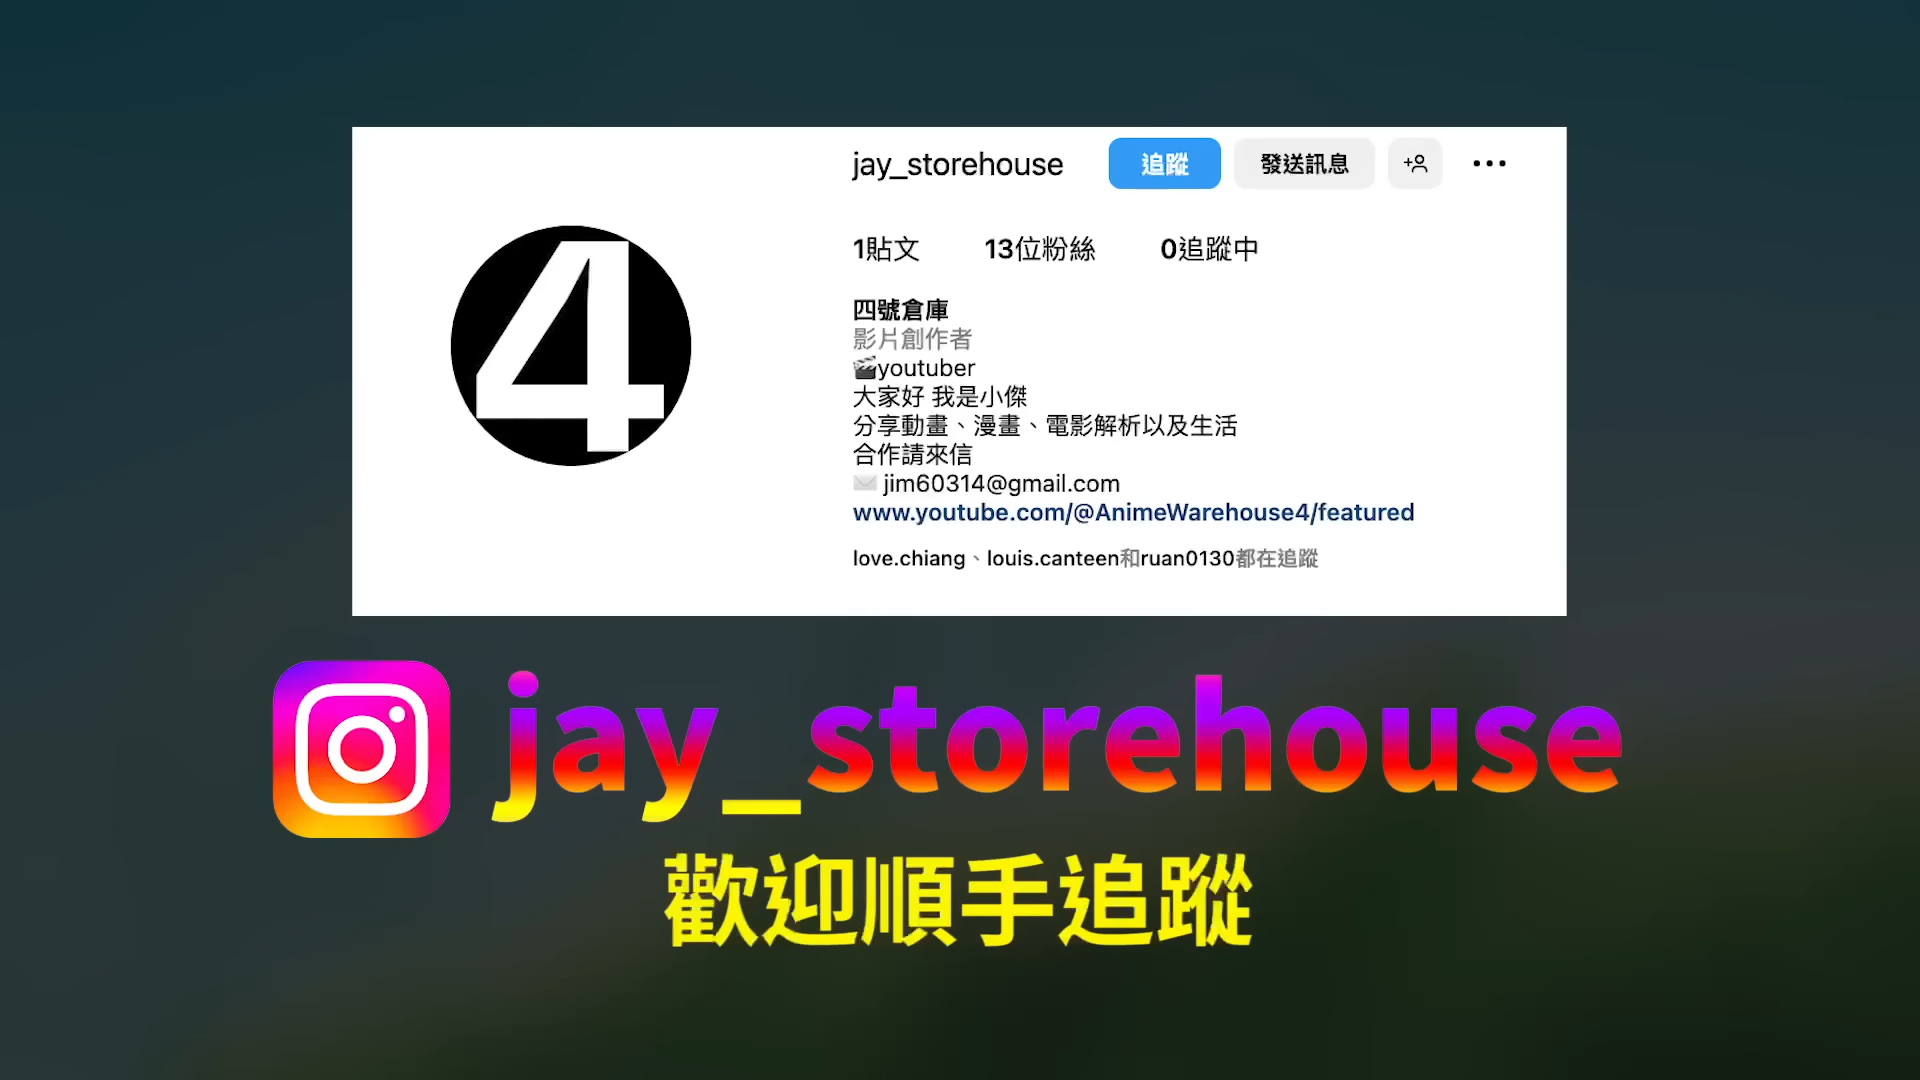 jay_storehouse 追蹤 發送訊息
1貼文 13位粉絲 0追蹤中
4
四號倉庫
影片創作者
🎬youtuber
大家好 我是小傑
分享動畫、漫畫、電影解析以及生活
合作請來信
✉️ jim60314@gmail.com
www.youtube.com/@AnimeWarehouse4/featured
love.chiang、louis.canteen和ruan0130都在追蹤
jay_storehouse
歡迎順手追蹤